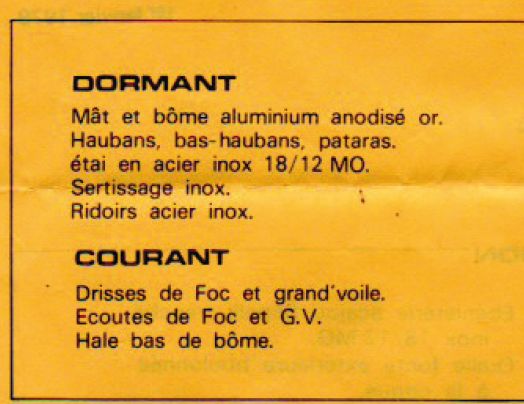 DORMANT
Mât et bôme aluminium anodisé or.
Haubans, bas-haubans, pataras.
étai en acier inox 18/12 MO.
Sertissage inox.
Ridoirs acier inox.
COURANT
Drisses de Foc et grand'voile.
Ecoutes de Foc et G.V.
Hale bas de bôme.